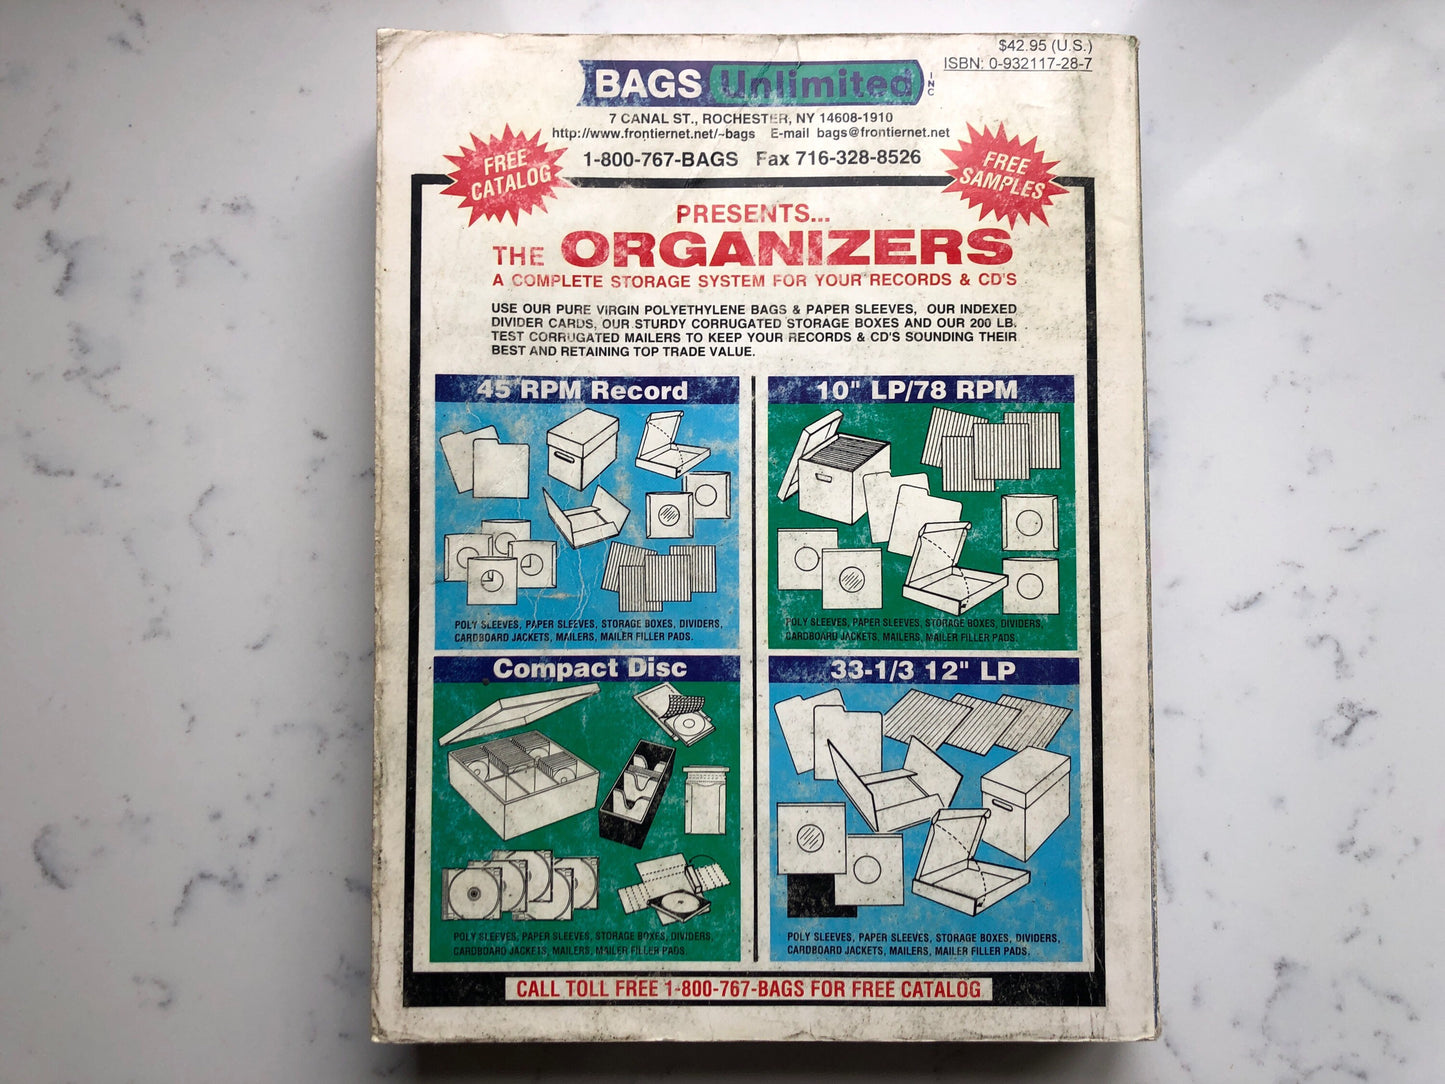 $42.95 (U.S.)
ISBN: 0-932117-28-7
BAGS Unlimited INC
7 CANAL ST., ROCHESTER, NY 14608-1910
http://www.frontiernet.net/~bags E-mail bags@frontiernet.net
1-800-767-BAGS Fax 716-328-8526
FREE
CATALOG
FREE
SAMPLES
PRESENTS...
THE ORGANIZERS
A COMPLETE STORAGE SYSTEM FOR YOUR RECORDS & CD'S
USE OUR PURE VIRGIN POLYETHYLENE BAGS & PAPER SLEEVES, OUR INDEXED
DIVIDER CARDS, OUR STURDY CORRUGATED STORAGE BOXES AND OUR 200 LB.
TEST CORRUGATED MAILERS TO KEEP YOUR RECORDS & CD'S SOUNDING THEIR
BEST AND RETAINING TOP TRADE VALUE.
45 RPM Record
POLY SLEEVES, PAPER SLEEVES, STORAGE BOXES, DIVIDERS,
CARDBOARD JACKETS, MAILERS, MAILER FILLER PADS.
10" LP/78 RPM
POLY SLEEVES, PAPER SLEEVES, STORAGE BOXES, DIVIDERS,
CARDBOARD JACKETS, MAILERS, MAILER FILLER PADS.
Compact Disc
POLY SLEEVES, PAPER SLEEVES, STORAGE BOXES, DIVIDERS,
CARDBOARD JACKETS, MAILERS, MAILER FILLER PADS.
33-1/3 12" LP
POLY SLEEVES, PAPER SLEEVES, STORAGE BOXES, DIVIDERS,
CARDBOARD JACKETS, MAILERS, MAILER FILLER PADS.
CALL TOLL FREE 1-800-767-BAGS FOR FREE CATALOG